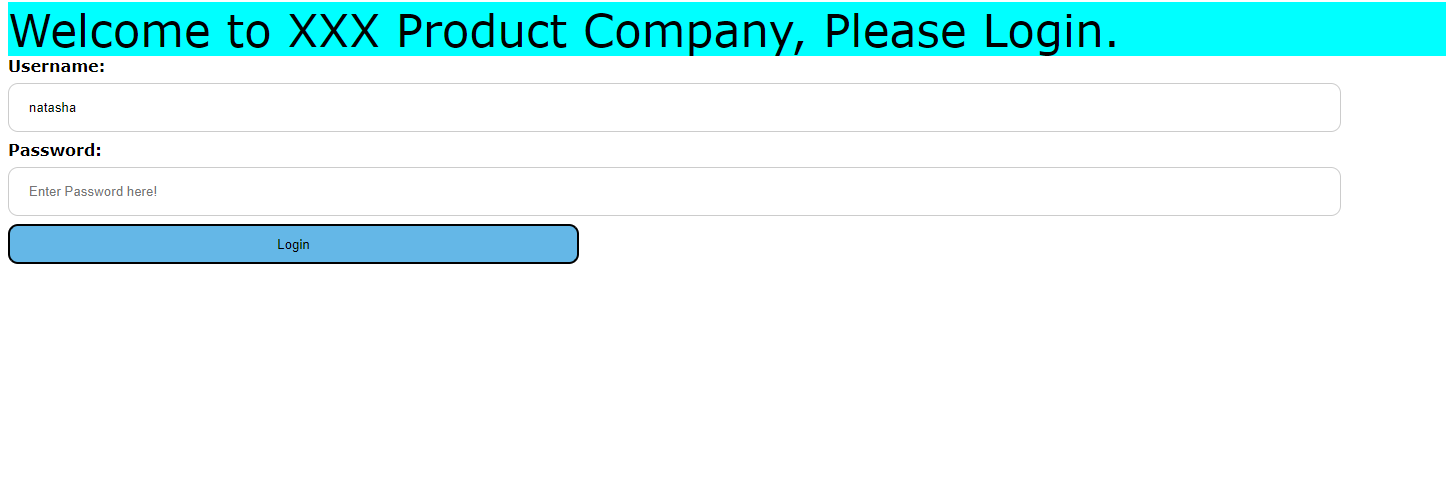 Welcome to XXX Product Company, Please Login.
Username:
natasha
Password:
Enter Password here!
Login